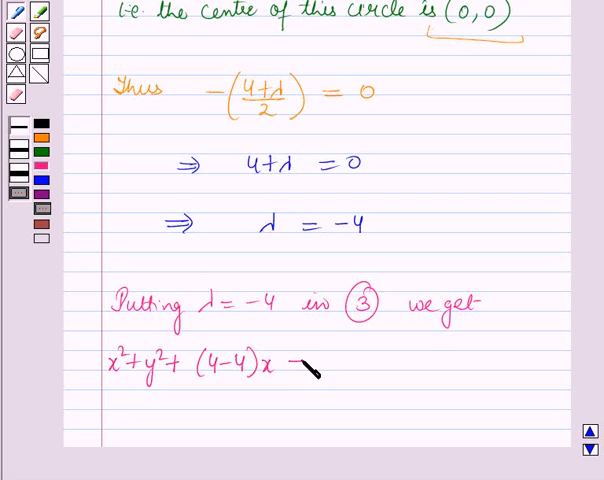 i.e. the centre of this circle is (0,0)
Thus -((4+λ)/2) = 0
⇒ 4+λ = 0
⇒ λ = -4
Putting λ = -4 in ③ we get
x²+y²+ (4-4)x -